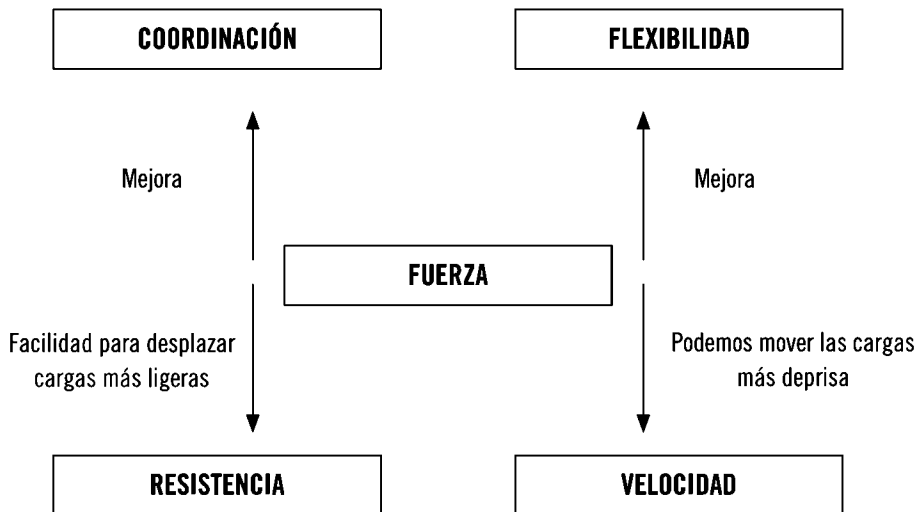 COORDINACIÓN
FLEXIBILIDAD
Mejora
Mejora
FUERZA
Facilidad para desplazar
cargas más ligeras
Podemos mover las cargas
más deprisa
RESISTENCIA
VELOCIDAD